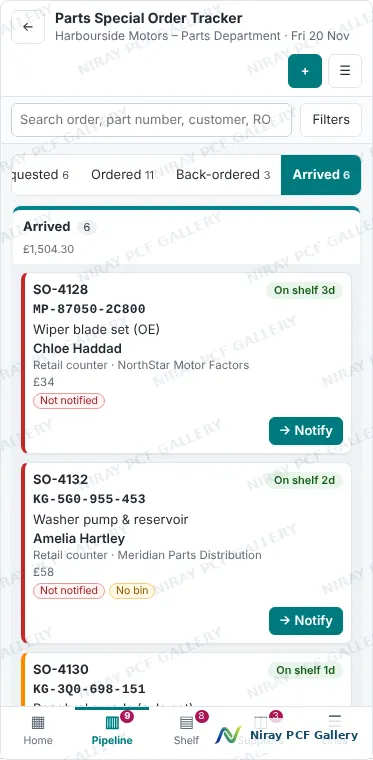 Parts Special Order Tracker
Harbourside Motors – Parts Department · Fri 20 Nov
Search order, part number, customer, RO
Filters
quested 6
Ordered 11
Back-ordered 3
Arrived 6
Arrived 6
£1,504.30
SO-4128
On shelf 3d
MP-87050-2C800
Wiper blade set (OE)
Chloe Haddad
Retail counter · NorthStar Motor Factors
£34
Not notified
→ Notify
SO-4132
On shelf 2d
KG-5G0-955-453
Washer pump & reservoir
Amelia Hartley
Retail counter · Meridian Parts Distribution
£58
Not notified
No bin
→ Notify
SO-4130
On shelf 1d
KG-3Q0-698-151
9
8
3
Home
Pipeline
Shelf
Niray PCF Gallery
NIRAY PCF GALLERY